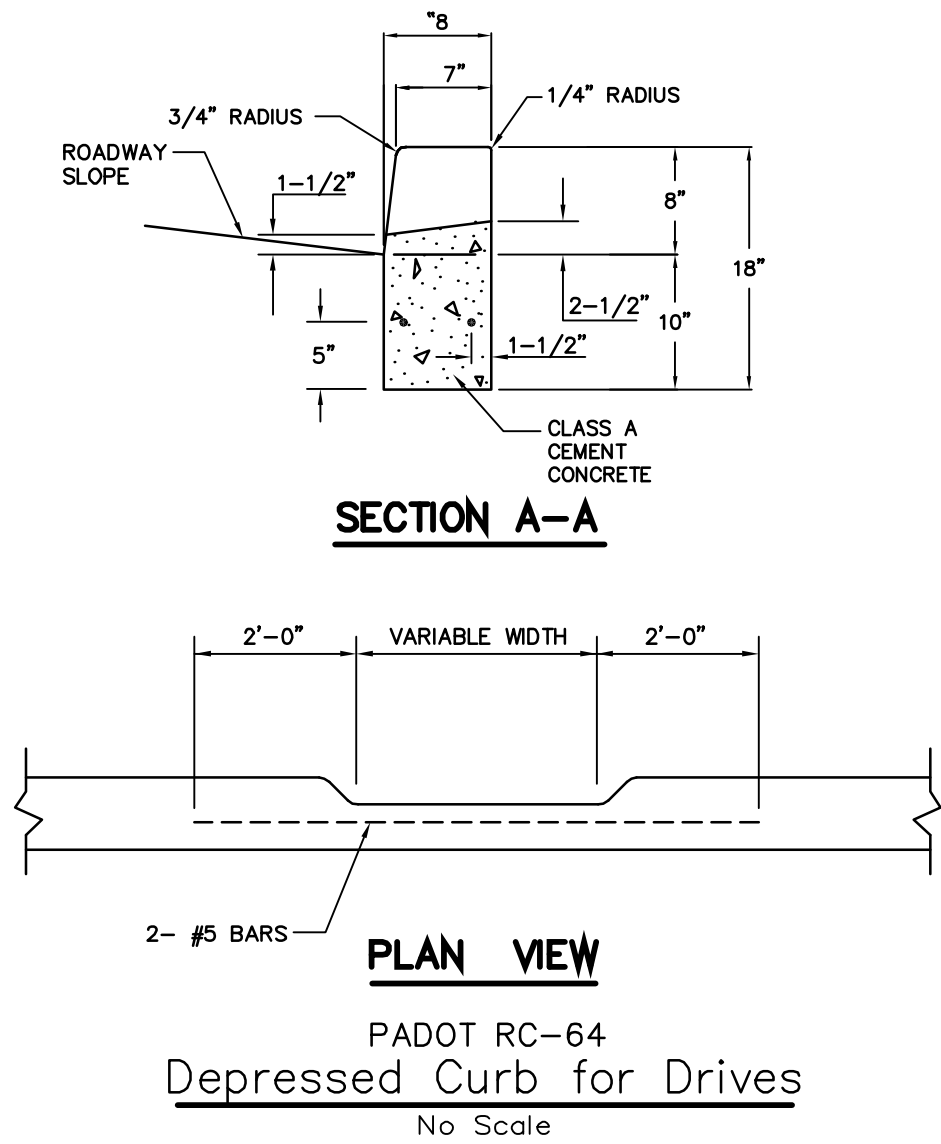 "8
7"
1/4" RADIUS
3/4" RADIUS
ROADWAY
SLOPE
1-1/2"
8"
18"
2-1/2"
10"
5"
1-1/2"
CLASS A
CEMENT
CONCRETE
SECTION A-A
2'-0"
VARIABLE WIDTH
2'-0"
2- #5 BARS
PLAN VIEW
PADOT RC-64
Depressed Curb for Drives
No Scale